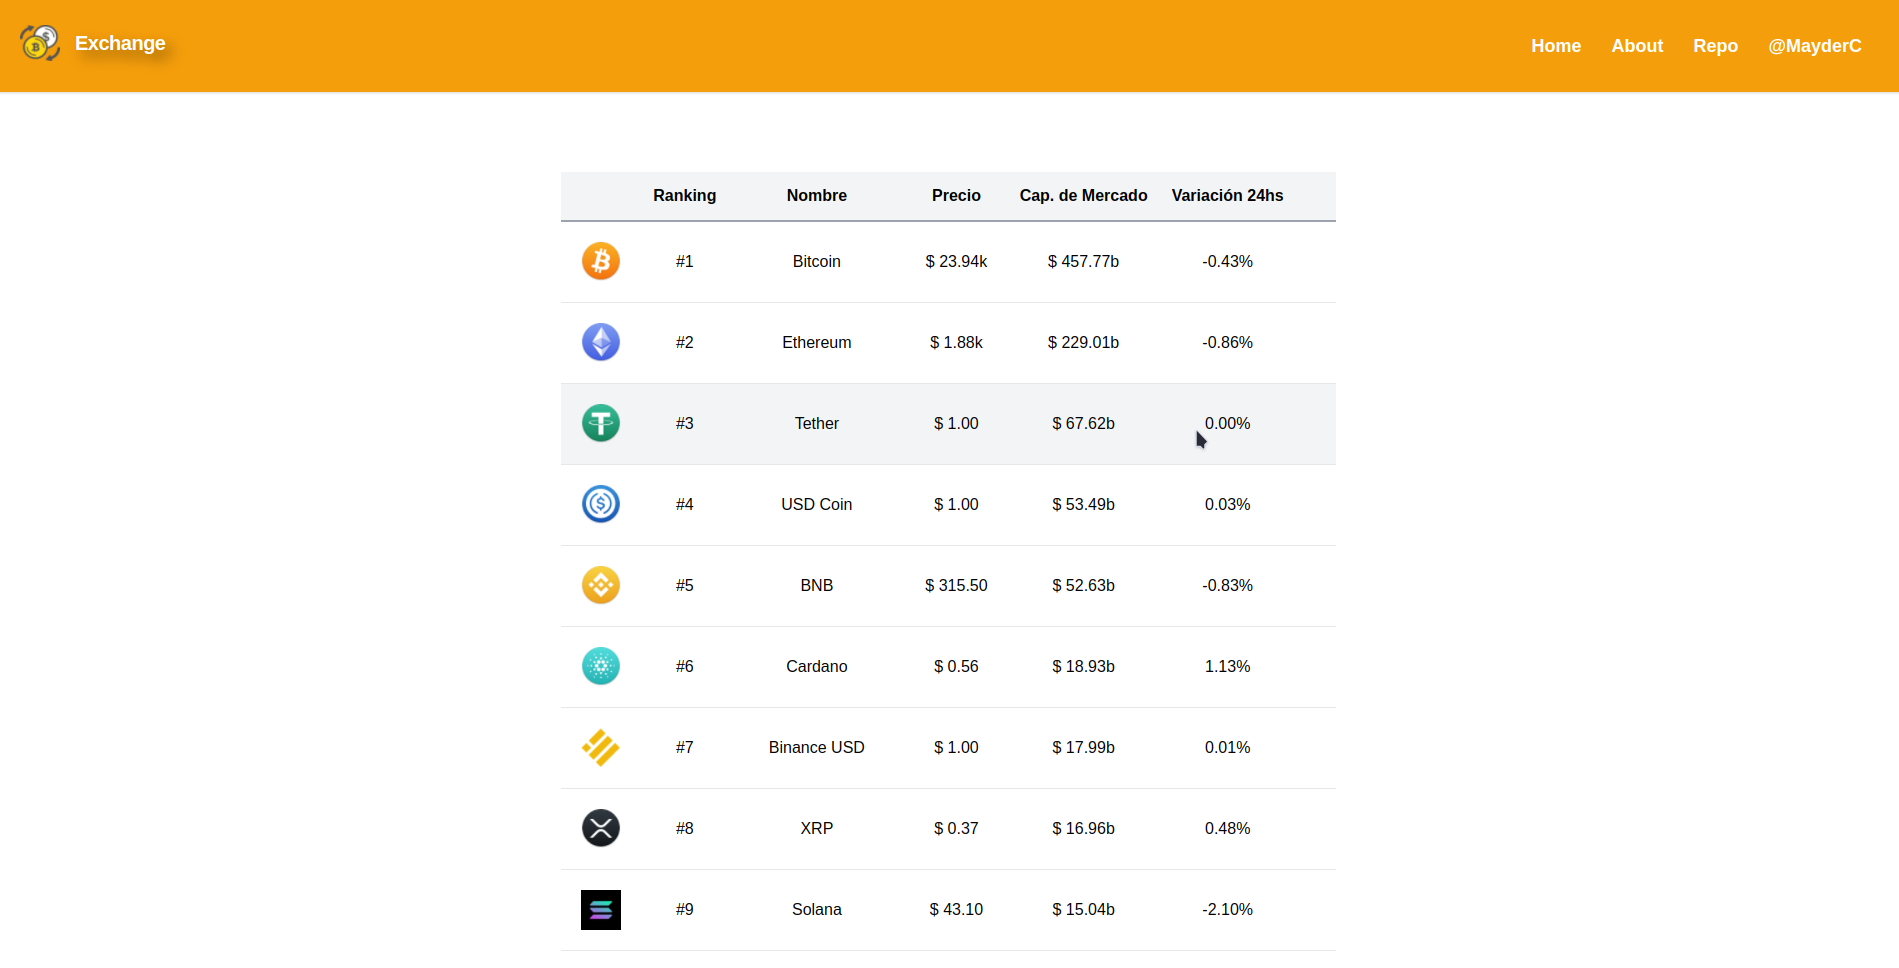 Exchange
Home About Repo @MayderC
Ranking Nombre Precio Cap. de Mercado Variación 24hs
#1 Bitcoin $ 23.94k $ 457.77b -0.43%
#2 Ethereum $ 1.88k $ 229.01b -0.86%
#3 Tether $ 1.00 $ 67.62b 0.00%
#4 USD Coin $ 1.00 $ 53.49b 0.03%
#5 BNB $ 315.50 $ 52.63b -0.83%
#6 Cardano $ 0.56 $ 18.93b 1.13%
#7 Binance USD $ 1.00 $ 17.99b 0.01%
#8 XRP $ 0.37 $ 16.96b 0.48%
#9 Solana $ 43.10 $ 15.04b -2.10%